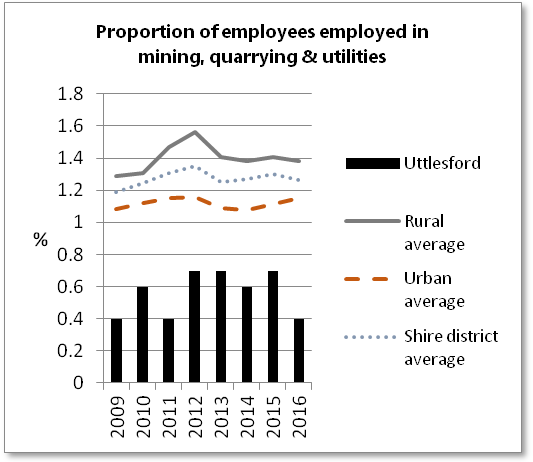 Proportion of employees employed in
mining, quarrying & utilities
1.8
1.6
1.4
1.2
1
0.8
0.6
0.4
0.2
0
%
2009
2010
2011
2012
2013
2014
2015
2016
Uttlesford
Rural
average
Urban
average
Shire district
average